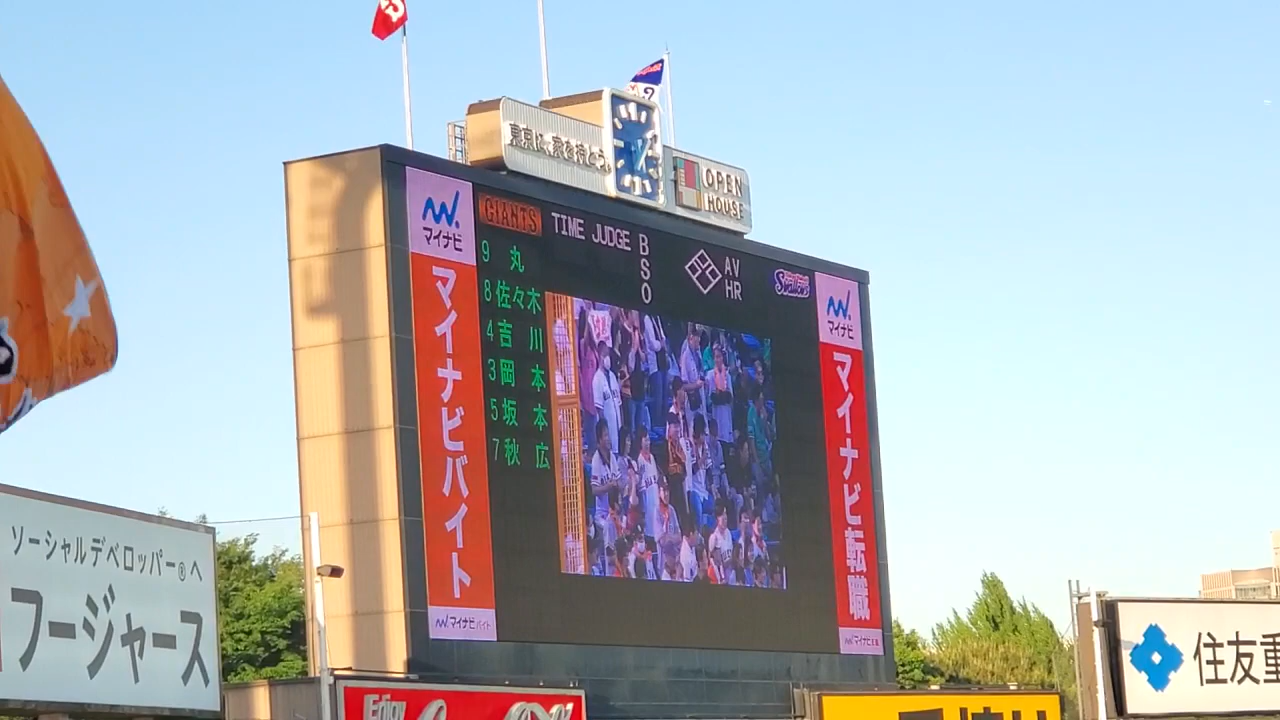 東京に、家を持とう。
OPEN
HOUSE
マイナビ
マイナビバイト
マイナビバイト
GIANTS
TIME JUDGE
B
S
O
AV
HR
Swallows
9 丸
8 佐々木
4 吉川
3 岡本
5 坂本
7 秋広
マイナビ
マイナビ転職
マイナビ転職
ソーシャルデベロッパー®へ
フージャース
Enjoy
住友重